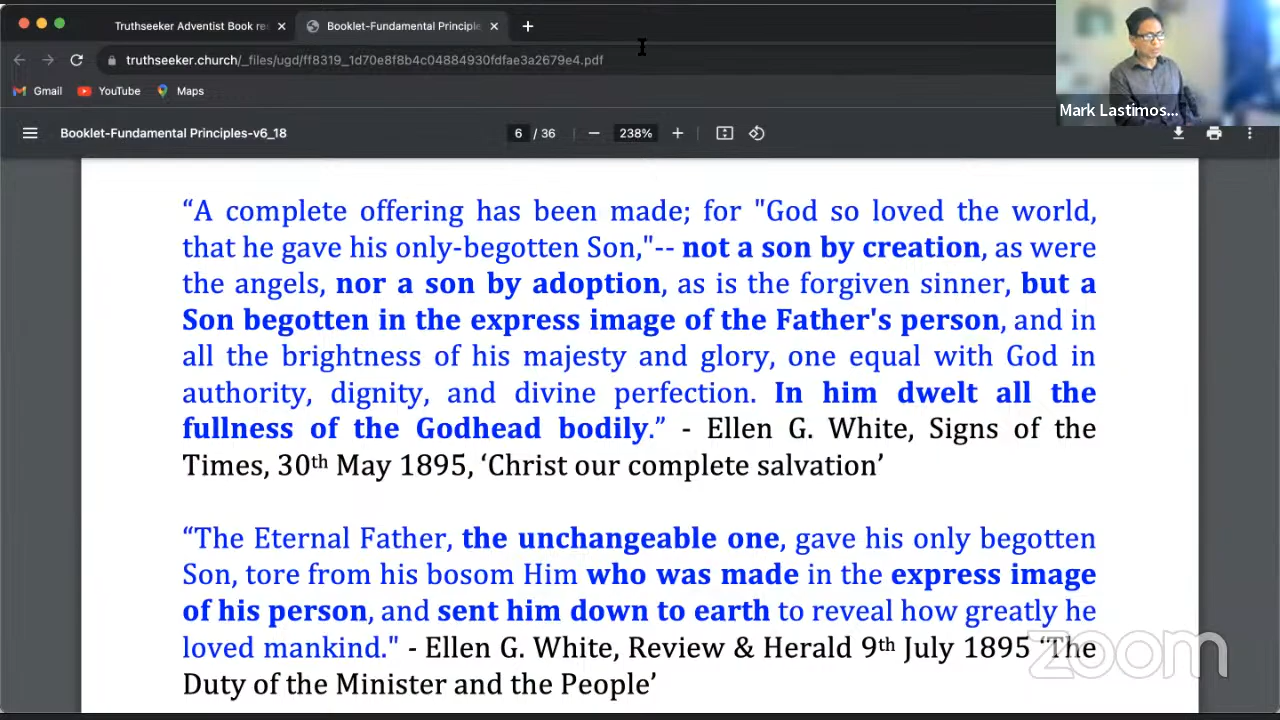 Truthseeker Adventist Book re
Booklet-Fundamental Principle
truthseeker.church/_files/ugd/ff8319_1d70e8f8b4c04884930fdfae3a2679e4.pdf
Gmail YouTube Maps
Mark Lastimos...
Booklet-Fundamental Principles-v6_18
6 / 36 238%
“A complete offering has been made; for "God so loved the world,
that he gave his only-begotten Son,"-- not a son by creation, as were
the angels, nor a son by adoption, as is the forgiven sinner, but a
Son begotten in the express image of the Father's person, and in
all the brightness of his majesty and glory, one equal with God in
authority, dignity, and divine perfection. In him dwelt all the
fullness of the Godhead bodily.” - Ellen G. White, Signs of the
Times, 30th May 1895, ‘Christ our complete salvation’
“The Eternal Father, the unchangeable one, gave his only begotten
Son, tore from his bosom Him who was made in the express image
of his person, and sent him down to earth to reveal how greatly he
loved mankind." - Ellen G. White, Review & Herald 9th July 1895 ‘The
Duty of the Minister and the People’
zoom